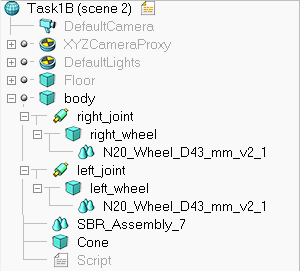 Task1B (scene 2)
DefaultCamera
XYZCameraProxy
DefaultLights
Floor
body
right_joint
right_wheel
N20_Wheel_D43_mm_v2_1
left_joint
left_wheel
N20_Wheel_D43_mm_v2_1
SBR_Assembly_7
Cone
Script